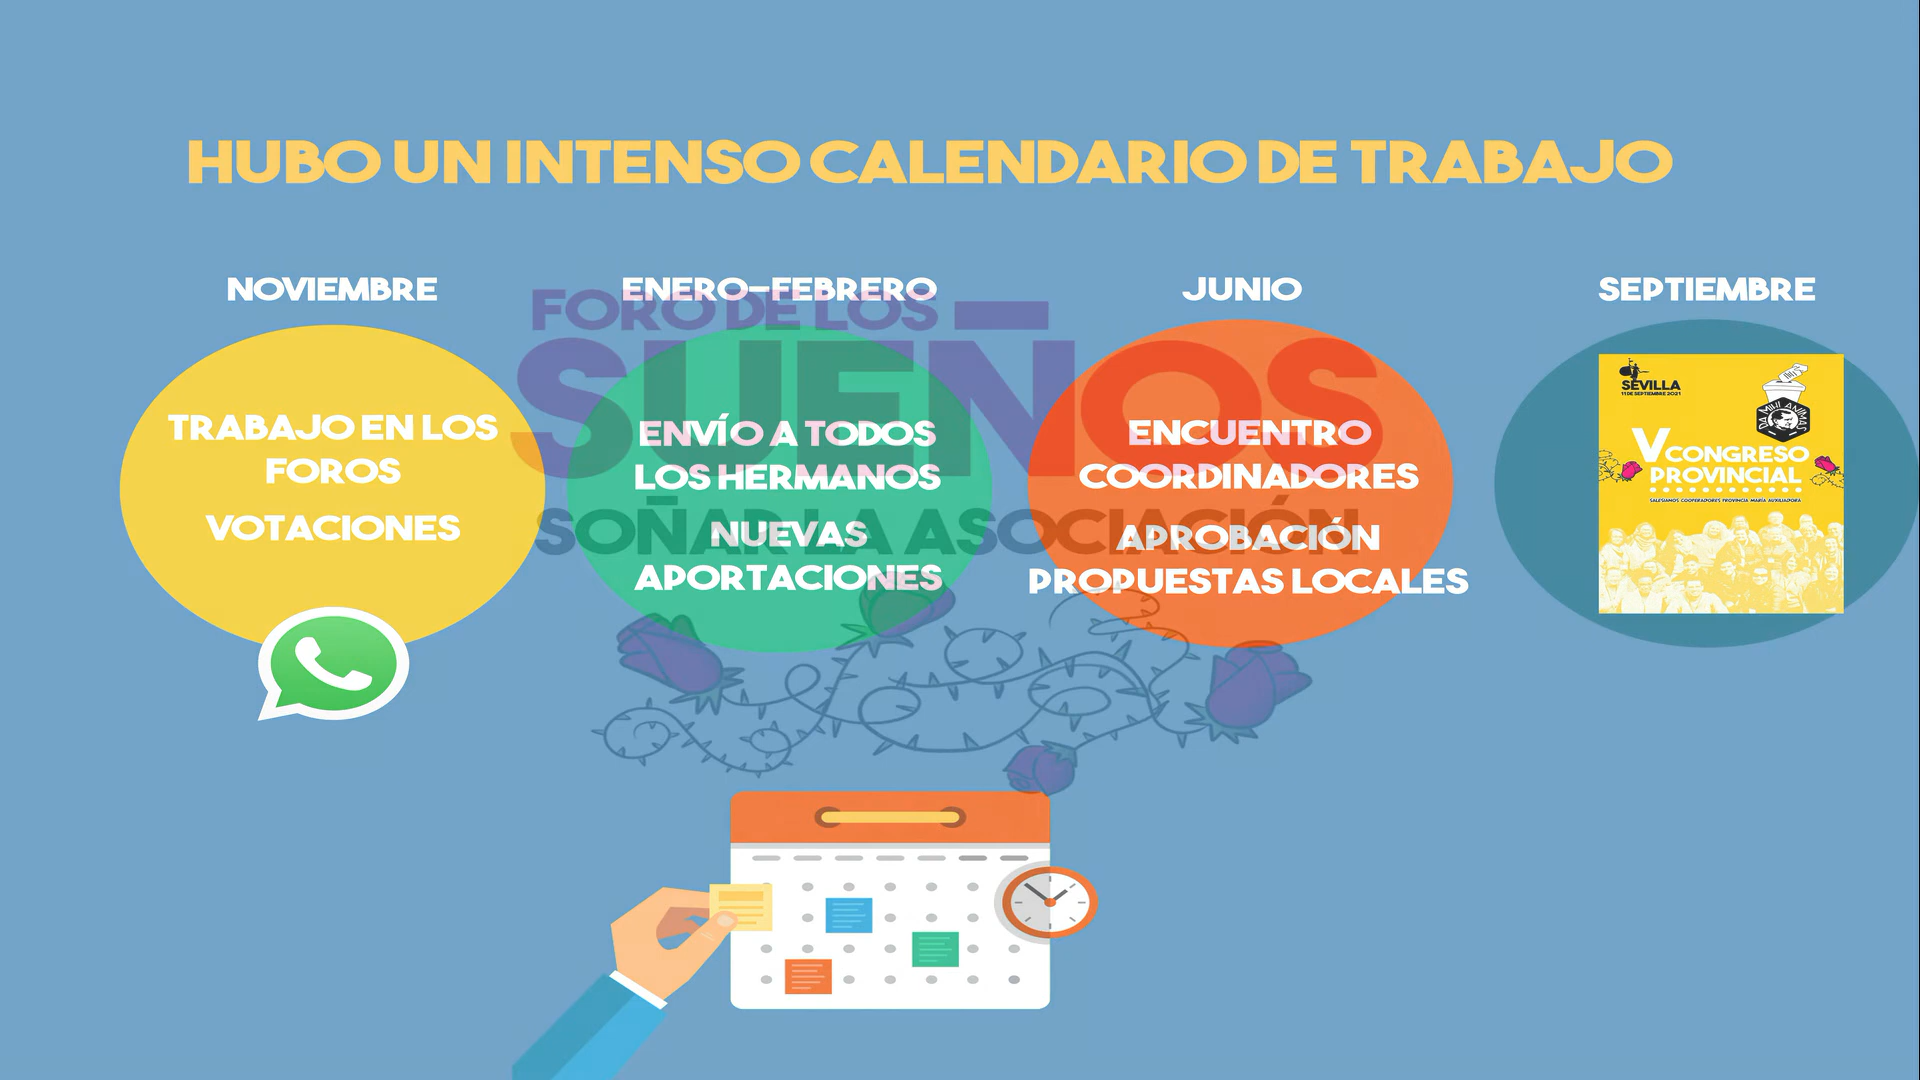 HUBO UN INTENSO CALENDARIO DE TRABAJO
NOVIEMBRE
TRABAJO EN LOS
FOROS
VOTACIONES
ENERO-FEBRERO
ENVÍO A TODOS
LOS HERMANOS
NUEVAS
APORTACIONES
JUNIO
ENCUENTRO
COORDINADORES
APROBACIÓN
PROPUESTAS LOCALES
SEPTIEMBRE
SEVILLA
11 DE SEPTIEMBRE 2021
DA MIHI ANIMAS
V CONGRESO
PROVINCIAL
SALESIANOS COOPERADORES PROVINCIA MARÍA AUXILIADORA
FORO DE LOS
SUEÑOS
SOÑAR LA ASOCIACIÓN